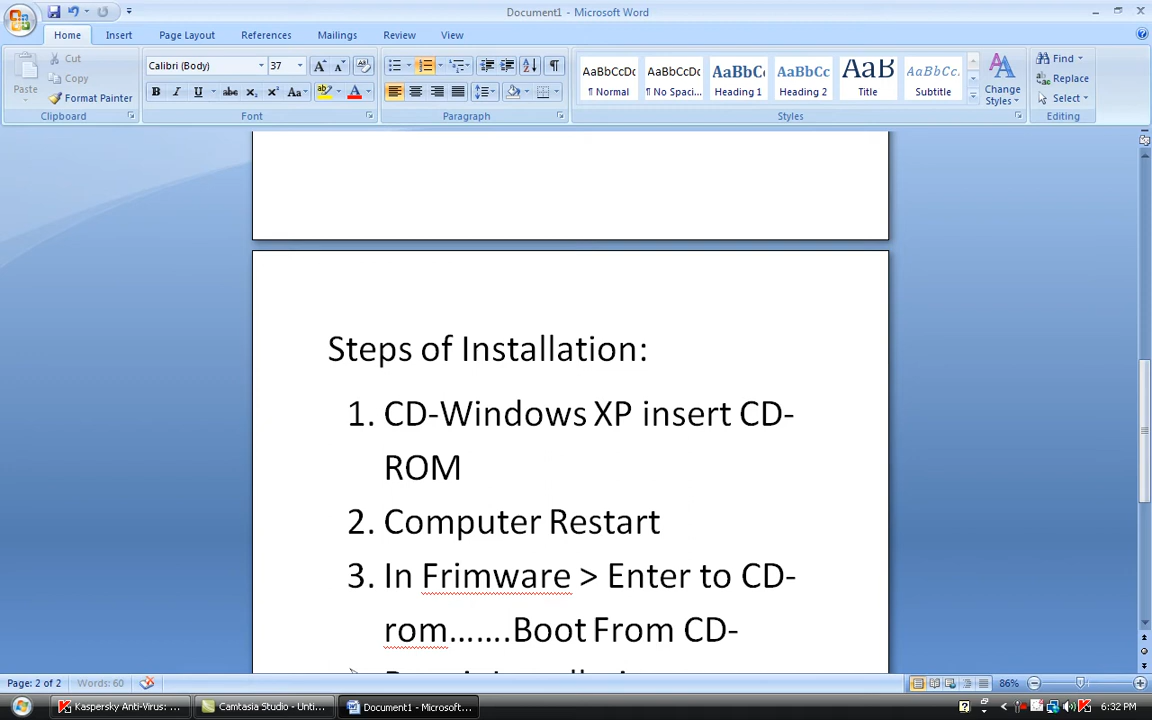 Document1 - Microsoft Word
Home Insert Page Layout References Mailings Review View
Paste
Cut
Copy
Format Painter
Clipboard
Calibri (Body) 37
Font
Paragraph
AaBbCcDc AaBbCcDc AaBbC AaBbCc AaB AaBbCc.
¶ Normal ¶ No Spaci... Heading 1 Heading 2 Title Subtitle
Change Styles
Styles
Find
Replace
Select
Editing
Steps of Installation:
1. CD-Windows XP insert CD-
ROM
2. Computer Restart
3. In Frimware > Enter to CD-
rom…….Boot From CD-
Page: 2 of 2 Words: 60 86%
Kaspersky Anti-Virus: ... Camtasia Studio - Unti... Document1 - Microsoft... 6:32 PM